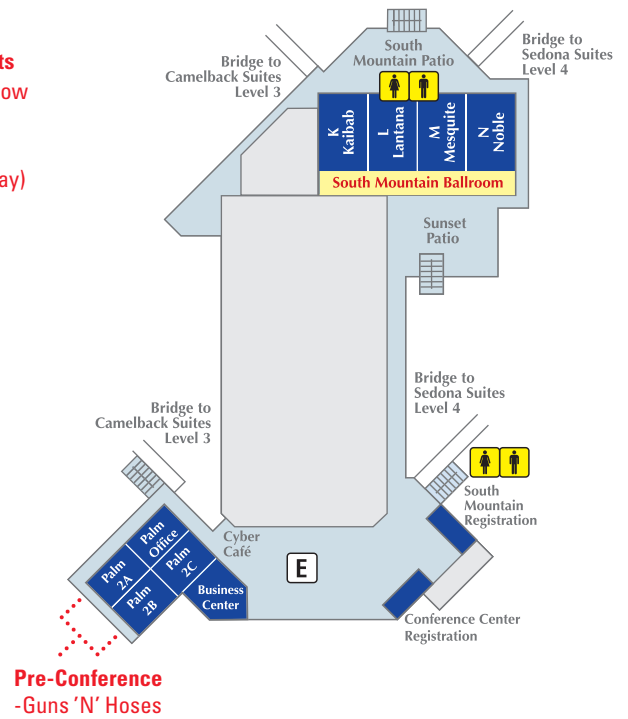 South
Mountain Patio
Bridge to
Camelback Suites
Level 3
Bridge to
Sedona Suites
Level 4
ts
ow
ay)
K
Kaibab
L
Lantana
M
Mesquite
N
Noble
South Mountain Ballroom
Sunset
Patio
Bridge to
Sedona Suites
Level 4
Bridge to
Camelback Suites
Level 3
South
Mountain
Registration
Cyber
Café
E
Palm
Office
Palm
2A
Palm
2C
Palm
2B
Business
Center
Conference Center
Registration
Pre-Conference
-Guns ’N’ Hoses